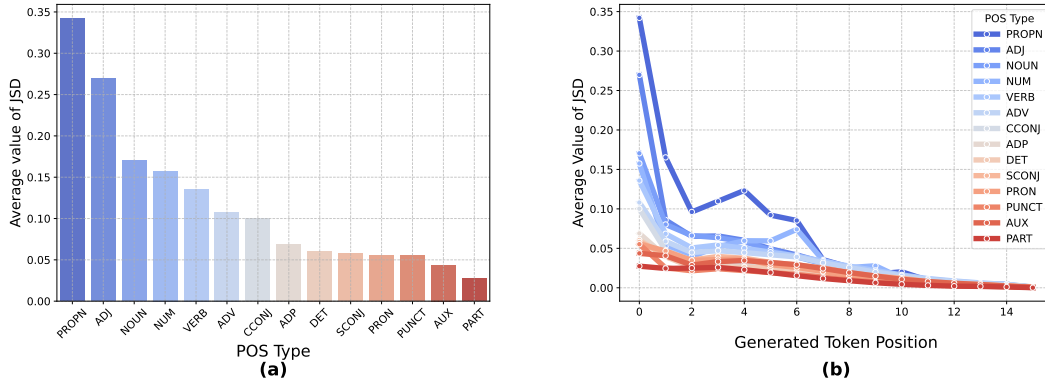 Average value of JSD
0.35
0.30
0.25
0.20
0.15
0.10
0.05
0.00
PROPN
ADJ
NOUN
NUM
VERB
ADV
CCONJ
ADP
DET
SCONJ
PRON
PUNCT
AUX
PART
POS Type
(a)
Average Value of JSD
0.35
0.30
0.25
0.20
0.15
0.10
0.05
0.00
POS Type
PROPN
ADJ
NOUN
NUM
VERB
ADV
CCONJ
ADP
DET
SCONJ
PRON
PUNCT
AUX
PART
0 2 4 6 8 10 12 14
Generated Token Position
(b)